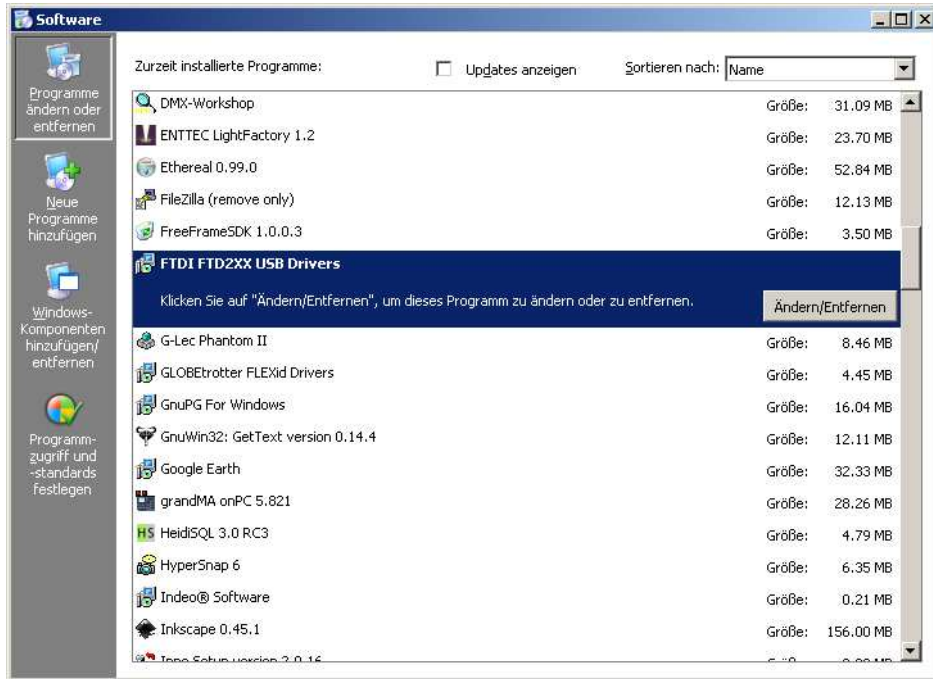 Software
Programme
ändern oder
entfernen
Neue
Programme
hinzufügen
Windows-
Komponenten
hinzufügen/
entfernen
Programm-
zugriff und
-standards
festlegen
Zurzeit installierte Programme: Updates anzeigen Sortieren nach: Name
DMX-Workshop Größe: 31.09 MB
ENTTEC LightFactory 1.2 Größe: 23.70 MB
Ethereal 0.99.0 Größe: 52.84 MB
FileZilla (remove only) Größe: 12.13 MB
FreeFrameSDK 1.0.0.3 Größe: 3.50 MB
FTDI FTD2XX USB Drivers
Klicken Sie auf "Ändern/Entfernen", um dieses Programm zu ändern oder zu entfernen. Ändern/Entfernen
G-Lec Phantom II Größe: 8.46 MB
GLOBEtrotter FLEXid Drivers Größe: 4.45 MB
GnuPG For Windows Größe: 16.04 MB
GnuWin32: GetText version 0.14.4 Größe: 12.11 MB
Google Earth Größe: 32.33 MB
grandMA onPC 5.821 Größe: 28.26 MB
HS HeidiSQL 3.0 RC3 Größe: 4.79 MB
HyperSnap 6 Größe: 6.35 MB
Indeo® Software Größe: 0.21 MB
Inkscape 0.45.1 Größe: 156.00 MB